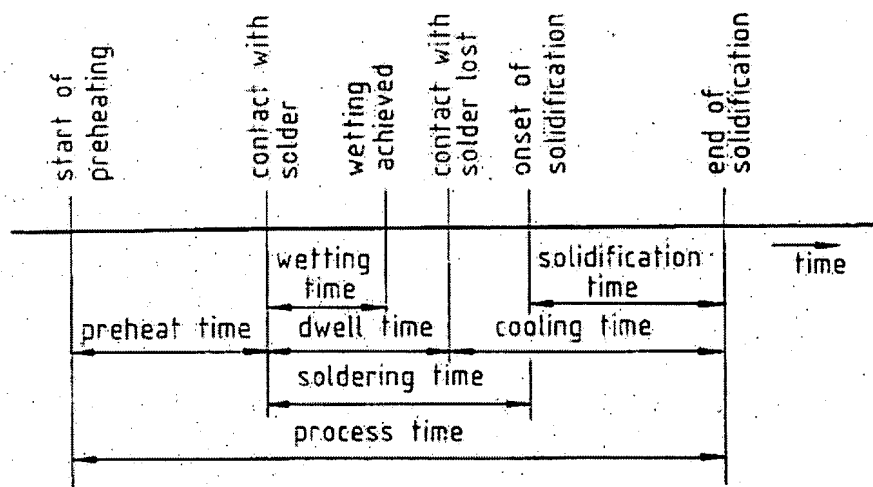 start of
preheating
contact with
solder
wetting
achieved
contact with
solder lost
onset of
solidification
end of
solidification
time
wetting
time
solidification
time
preheat time
dwell time
cooling time
soldering time
process time